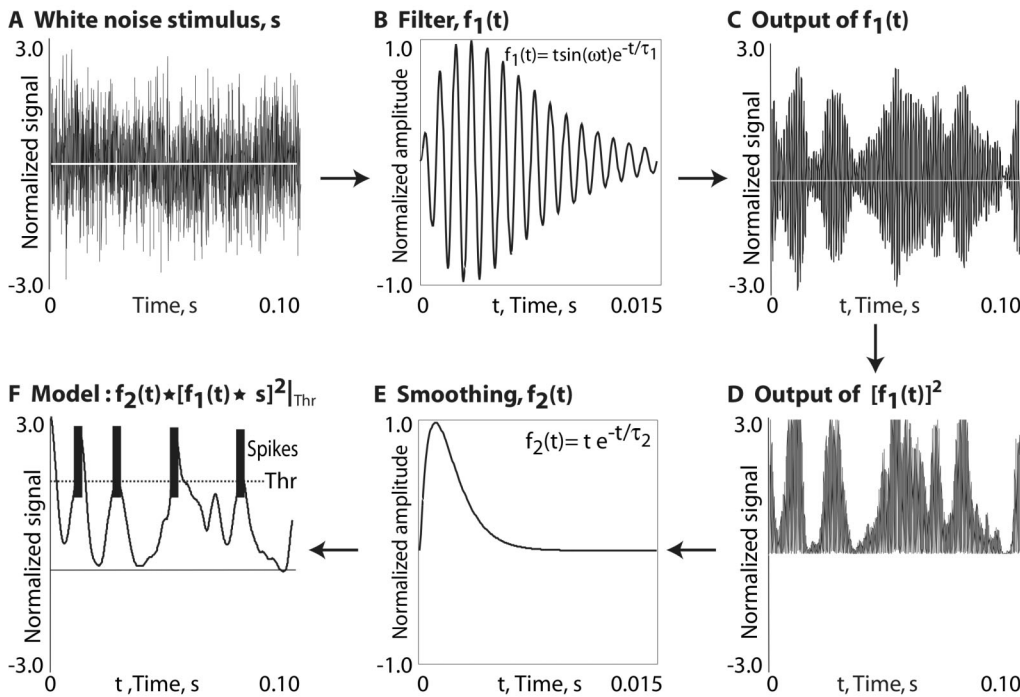 A White noise stimulus, s
3.0
Normalized signal
-3.0
0 Time, s 0.10
B Filter, f₁(t)
1.0
f₁(t)= tsin(ωt)e^-t/τ₁
Normalized amplitude
-1.0
0 t, Time, s 0.015
C Output of f₁(t)
3.0
Normalized signal
-3.0
0 t, Time, s 0.10
F Model : f₂(t)★[f₁(t)★ s]²|Thr
3.0
Spikes
Thr
Normalized signal
-3.0
0 t ,Time, s 0.10
E Smoothing, f₂(t)
1.0
f₂(t)= t e^-t/τ₂
Normalized amplitude
-1.0
0 t, Time, s 0.015
D Output of [f₁(t)]²
3.0
Normalized signal
-3.0
0 t, Time, s 0.10